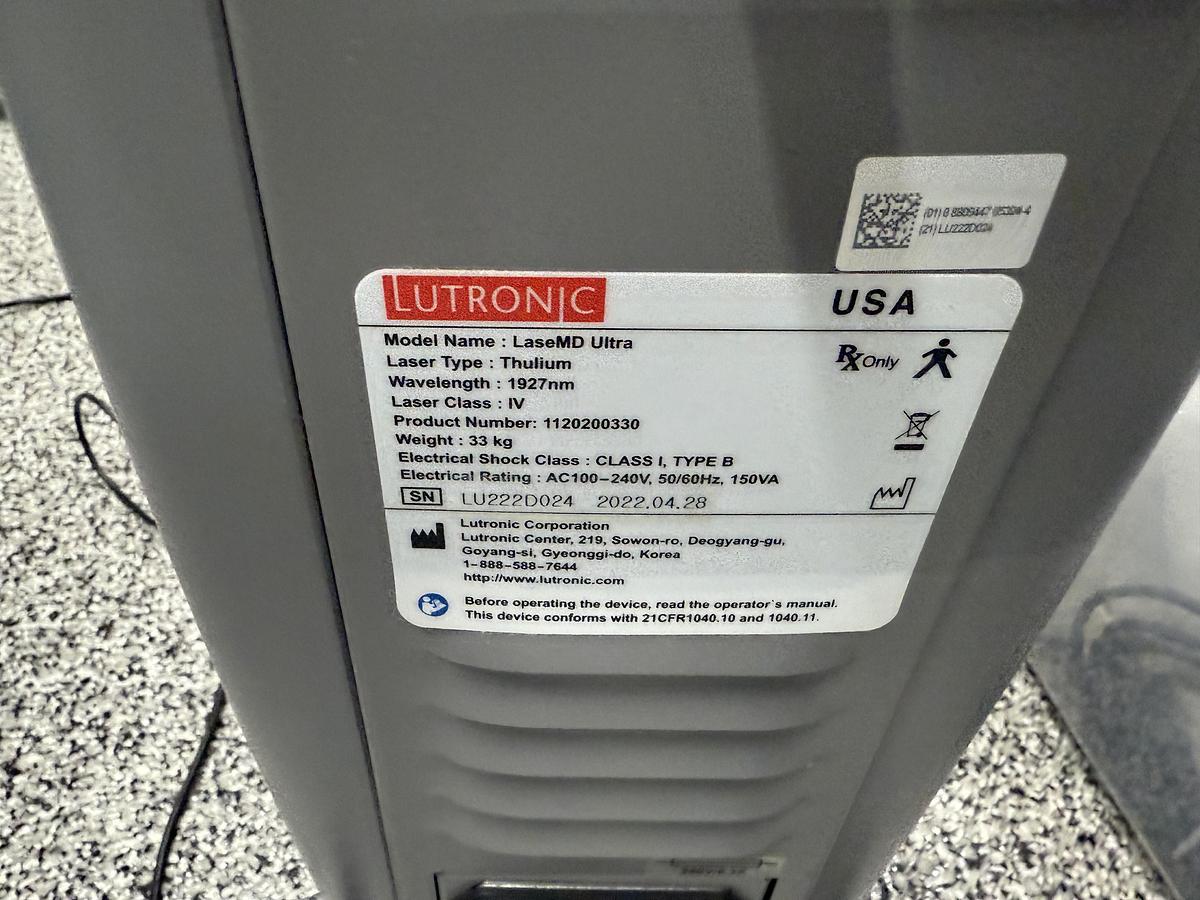 (21) LU222D024
LUTRONIC
USA
Model Name : LaseMD Ultra
Laser Type : Thulium
Wavelength : 1927nm
Laser Class : IV
Product Number: 1120200330
Weight : 33 kg
Electrical Shock Class : CLASS I, TYPE B
Electrical Rating : AC100-240V, 50/60Hz, 150VA
SN LU222D024 2022.04.28
Rx Only
Lutronic Corporation
Lutronic Center, 219, Sowon-ro, Deogyang-gu,
Goyang-si, Gyeonggi-do, Korea
1-888-588-7644
http://www.lutronic.com
Before operating the device, read the operator`s manual.
This device conforms with 21CFR1040.10 and 1040.11.